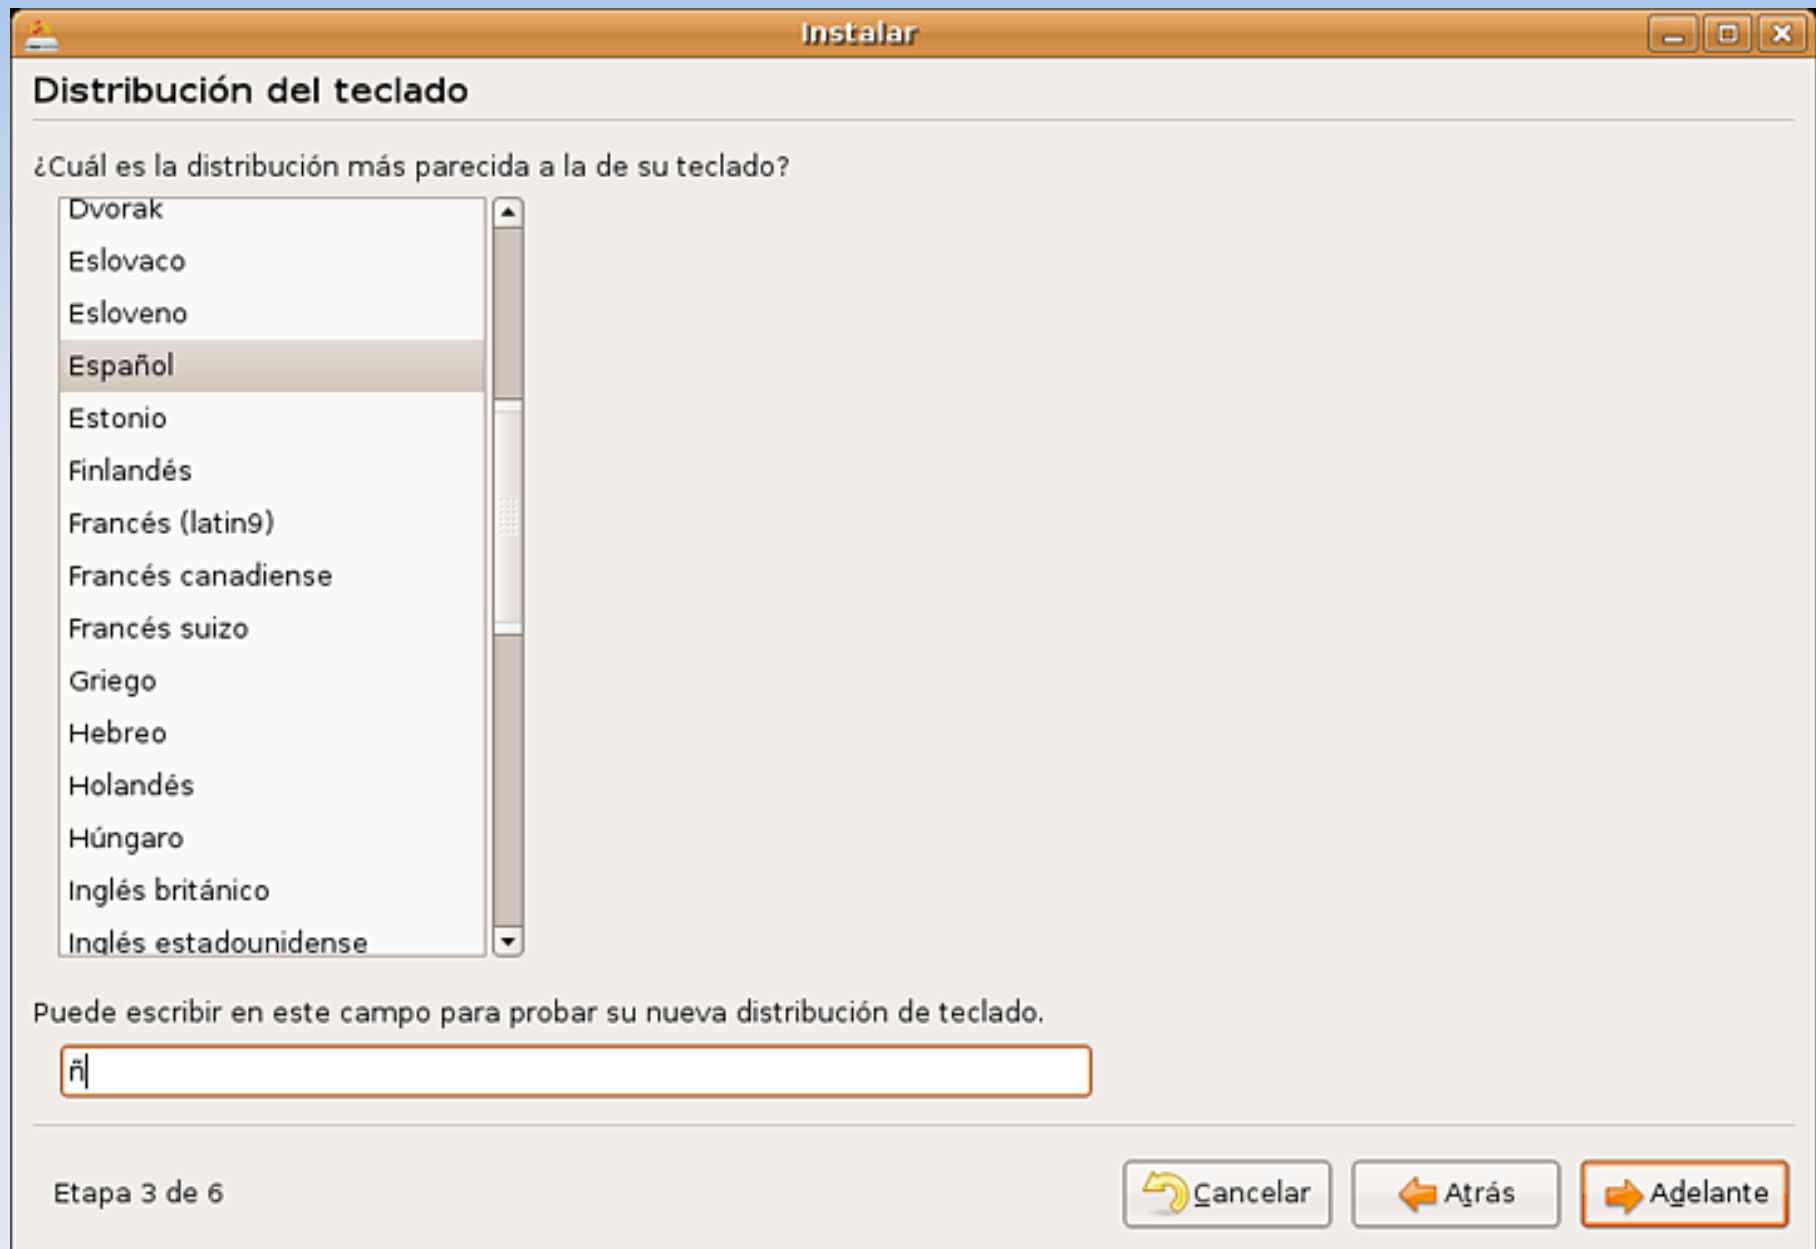 Instalar
Distribución del teclado
¿Cuál es la distribución más parecida a la de su teclado?
Dvorak
Eslovaco
Esloveno
Español
Estonio
Finlandés
Francés (latin9)
Francés canadiense
Francés suizo
Griego
Hebreo
Holandés
Húngaro
Inglés británico
Inglés estadounidense
Puede escribir en este campo para probar su nueva distribución de teclado.
ñ
Etapa 3 de 6 Cancelar Atrás Adelante